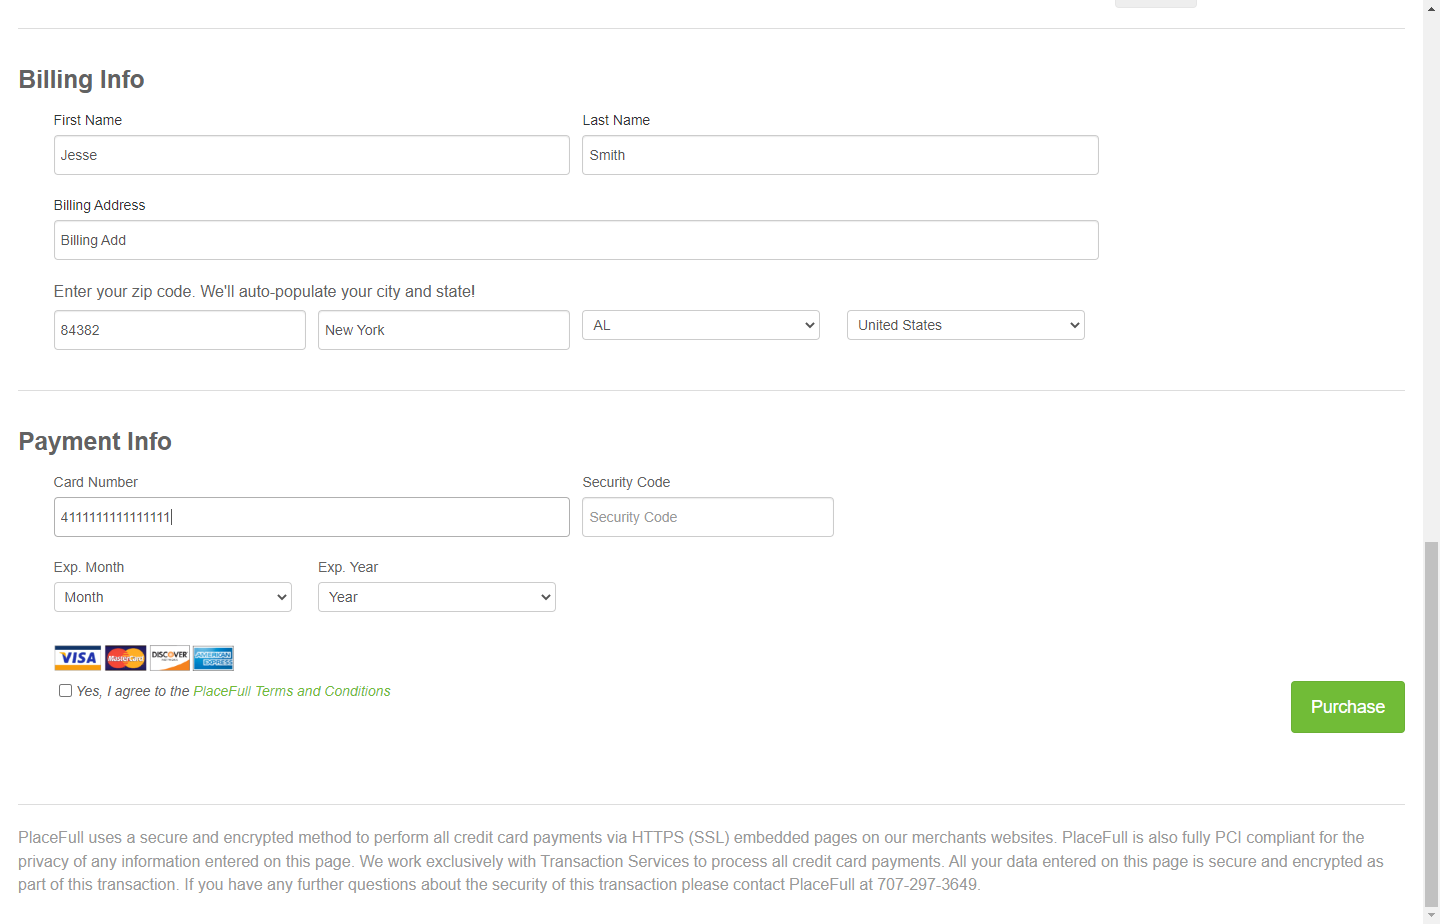 Billing Info
First Name
Last Name
Jesse
Smith
Billing Address
Billing Add
Enter your zip code. We'll auto-populate your city and state!
84382
New York
AL
United States
Payment Info
Card Number
Security Code
4111111111111111
Security Code
Exp. Month
Exp. Year
Month
Year
VISA
MasterCard
DISCOVER
AMERICAN EXPRESS
Yes, I agree to the PlaceFull Terms and Conditions
Purchase
PlaceFull uses a secure and encrypted method to perform all credit card payments via HTTPS (SSL) embedded pages on our merchants websites. PlaceFull is also fully PCI compliant for the
privacy of any information entered on this page. We work exclusively with Transaction Services to process all credit card payments. All your data entered on this page is secure and encrypted as
part of this transaction. If you have any further questions about the security of this transaction please contact PlaceFull at 707-297-3649.